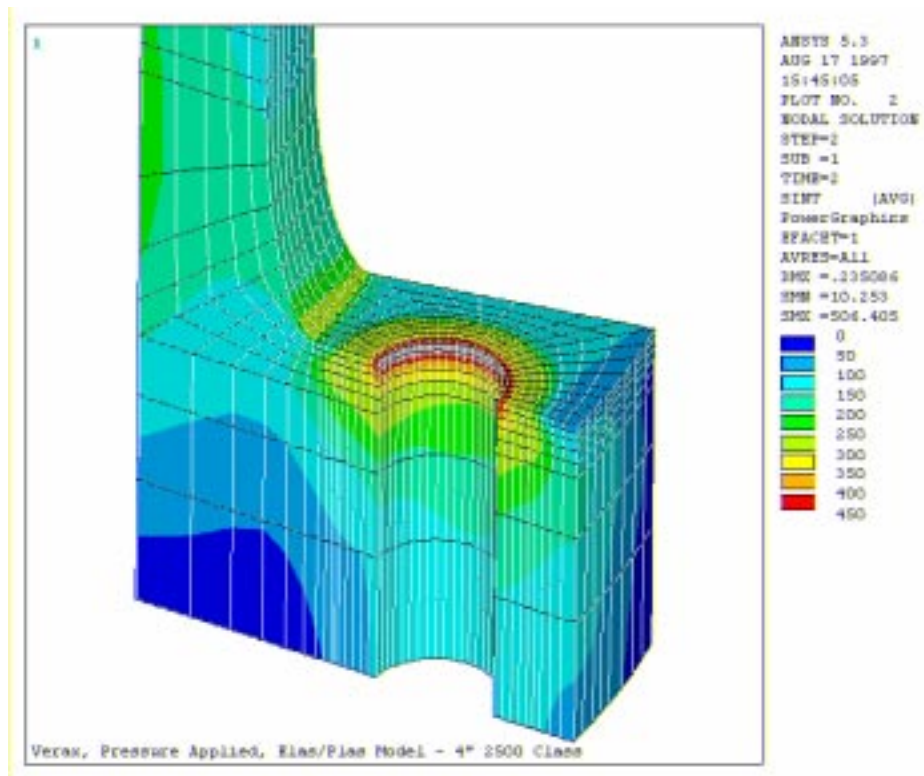 1
ANSYS 5.3
AUG 17 1997
15:45:05
PLOT NO. 2
NODAL SOLUTION
STEP=2
SUB =1
TIME=2
SINT (AVG)
PowerGraphics
EFACET=1
AVRES=All
DMX =.235086
SMN =10.253
SMX =506.405
0
50
100
150
200
250
300
350
400
450
Verax, Pressure Applied, Elas/Plas Model - 4" 2500 Class